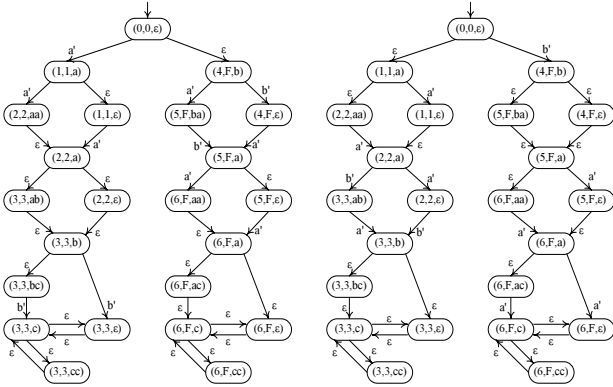 (0,0,ε) (0,0,ε)
a' ε ε b'
(1,1,a) (4,F,b) (1,1,a) (4,F,b)
a' ε a' b' ε a' ε ε
(2,2,aa) (1,1,ε) (5,F,ba) (4,F,ε) (2,2,aa) (1,1,ε) (5,F,ba) (4,F,ε)
ε a' b' ε a' ε a' ε
(2,2,a) (5,F,a) (2,2,a) (5,F,a)
ε ε a' ε b' a' ε a'
(3,3,ab) (2,2,ε) (6,F,aa) (5,F,ε) (3,3,ab) (2,2,ε) (6,F,aa) (5,F,ε)
ε ε ε a' a' b' a' ε
(3,3,b) (6,F,a) (3,3,b) (6,F,a)
ε ε ε ε
(3,3,bc) (6,F,ac) (3,3,bc) (6,F,ac)
b' b' ε ε ε ε a' a'
ε ε ε ε
(3,3,c) (3,3,ε) (6,F,c) (6,F,ε) (3,3,c) (3,3,ε) (6,F,c) (6,F,ε)
ε ε ε ε
ε ε ε ε ε ε ε ε
(3,3,cc) (6,F,cc) (3,3,cc) (6,F,cc)